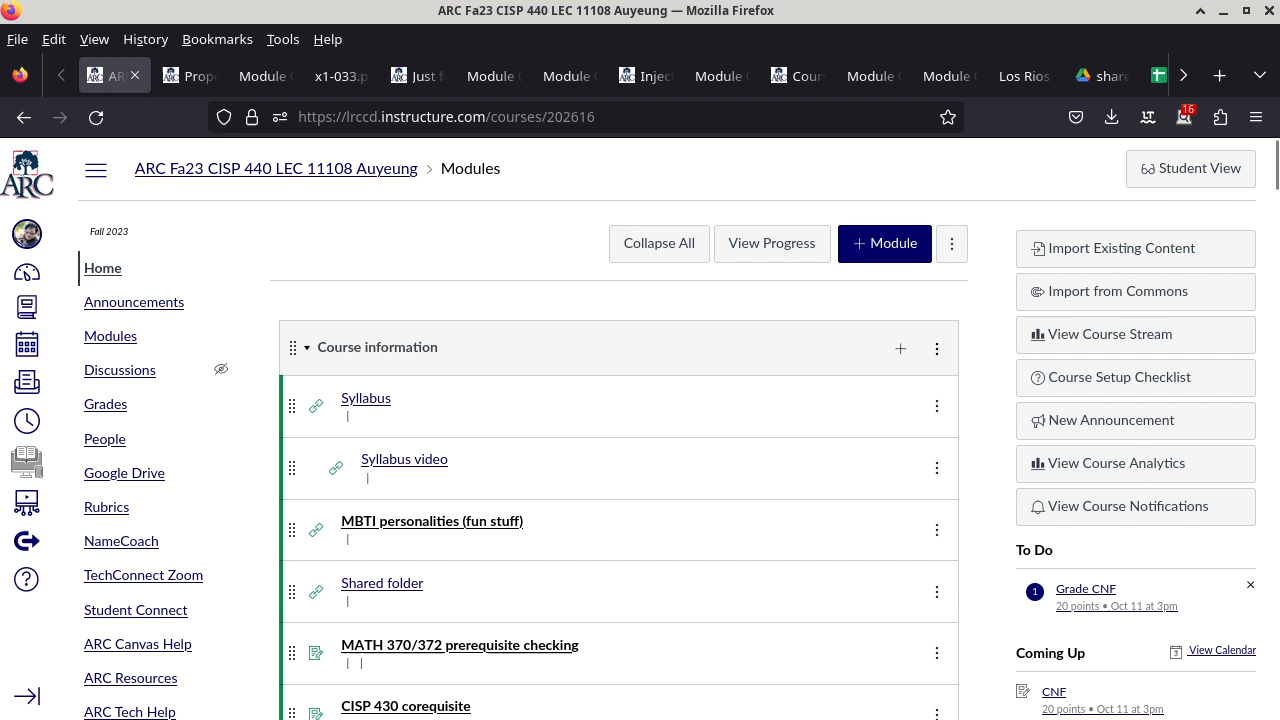 ARC Fa23 CISP 440 LEC 11108 Auyeung — Mozilla Firefox
File Edit View History Bookmarks Tools Help
AR Prop Module x1-033.p Just f Module Module Injec Module Cour Module Module Los Rios share
https://lrccd.instructure.com/courses/202616
16
ARC
ARC Fa23 CISP 440 LEC 11108 Auyeung > Modules
Student View
Fall 2023
Home
Announcements
Modules
Discussions
Grades
People
Google Drive
Rubrics
NameCoach
TechConnect Zoom
Student Connect
ARC Canvas Help
ARC Resources
ARC Tech Help
Collapse All
View Progress
+ Module
Course information
Syllabus
|
Syllabus video
|
MBTI personalities (fun stuff)
|
Shared folder
|
MATH 370/372 prerequisite checking
| |
CISP 430 corequisite
Import Existing Content
Import from Commons
View Course Stream
Course Setup Checklist
New Announcement
View Course Analytics
View Course Notifications
To Do
1 Grade CNF
20 points • Oct 11 at 3pm
Coming Up
3 View Calendar
CNF
20 points • Oct 11 at 3pm